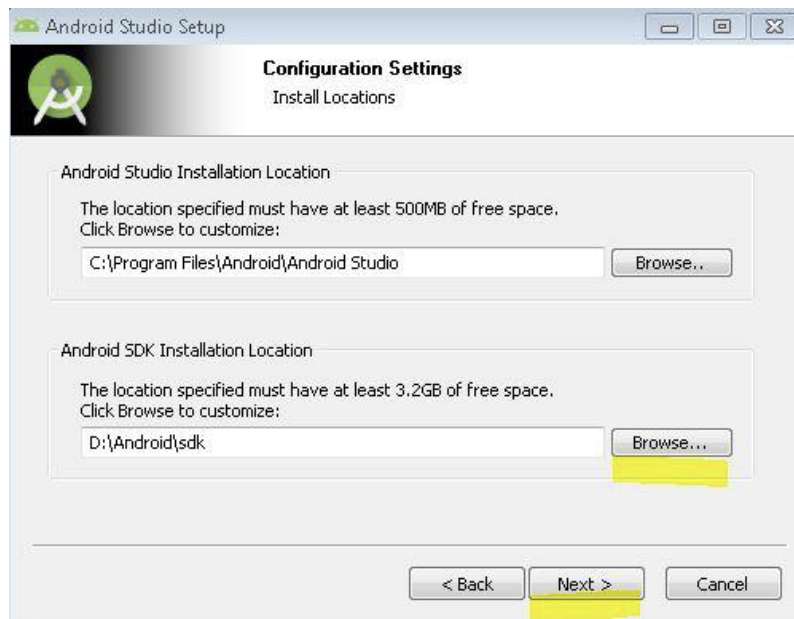 Android Studio Setup
Configuration Settings
Install Locations
Android Studio Installation Location
The location specified must have at least 500MB of free space.
Click Browse to customize:
C:\Program Files\Android\Android Studio
Browse..
Android SDK Installation Location
The location specified must have at least 3.2GB of free space.
Click Browse to customize:
D:\Android\sdk
Browse...
< Back Next > Cancel